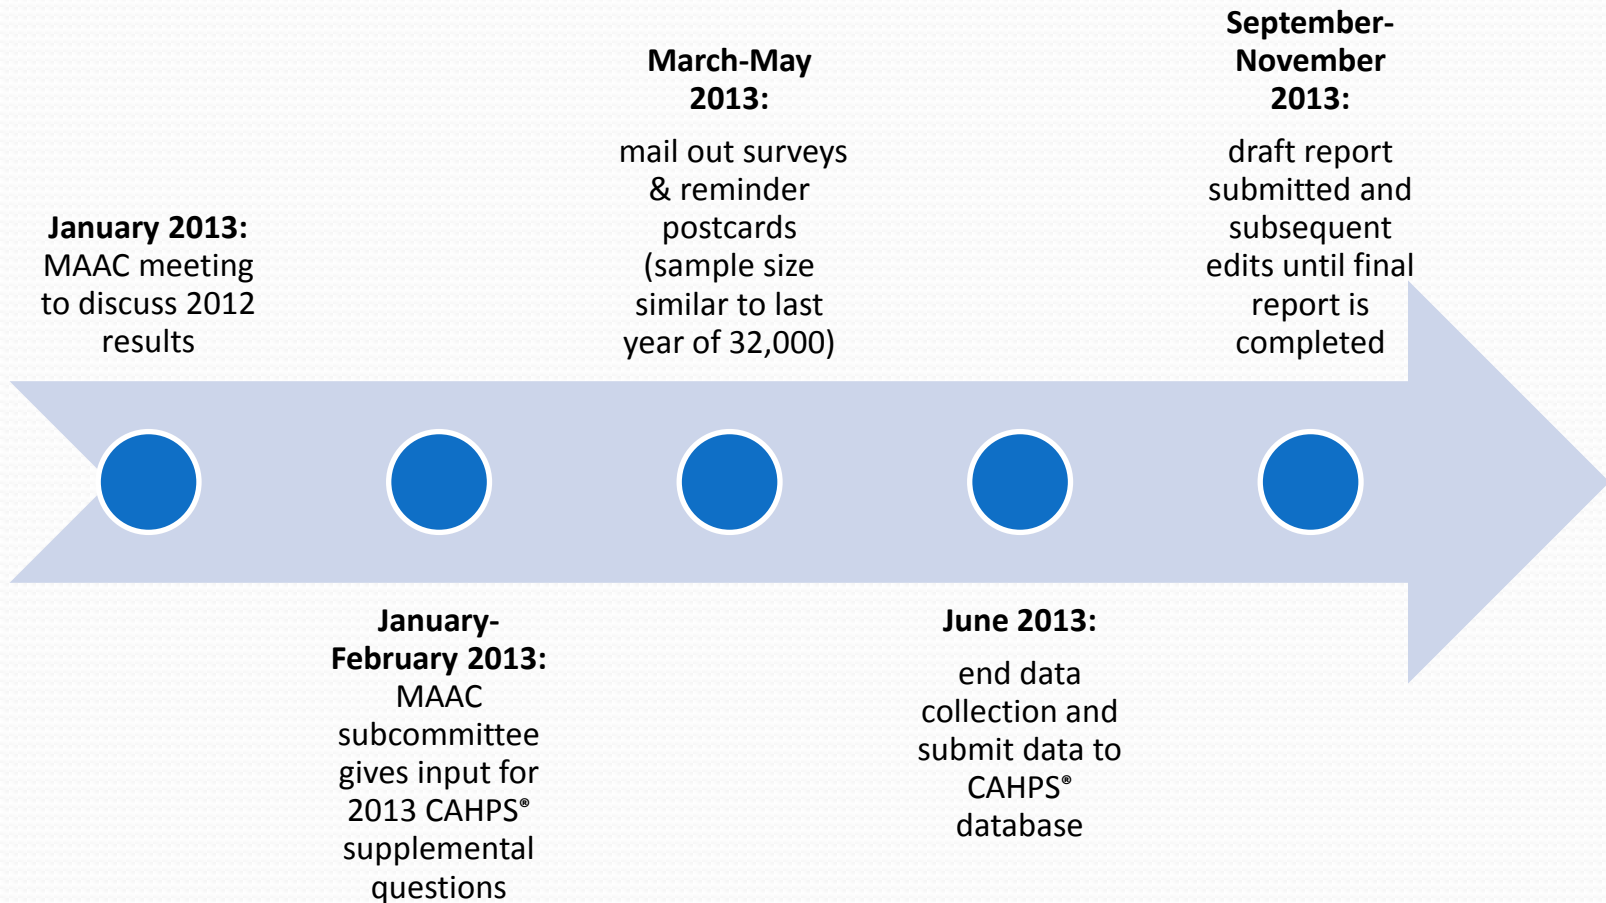 January 2013:
MAAC meeting
to discuss 2012
results
January-
February 2013:
MAAC
subcommittee
gives input for
2013 CAHPS®
supplemental
questions
March-May
2013:
mail out surveys
& reminder
postcards
(sample size
similar to last
year of 32,000)
June 2013:
end data
collection and
submit data to
CAHPS®
database
September-
November
2013:
draft report
submitted and
subsequent
edits until final
report is
completed